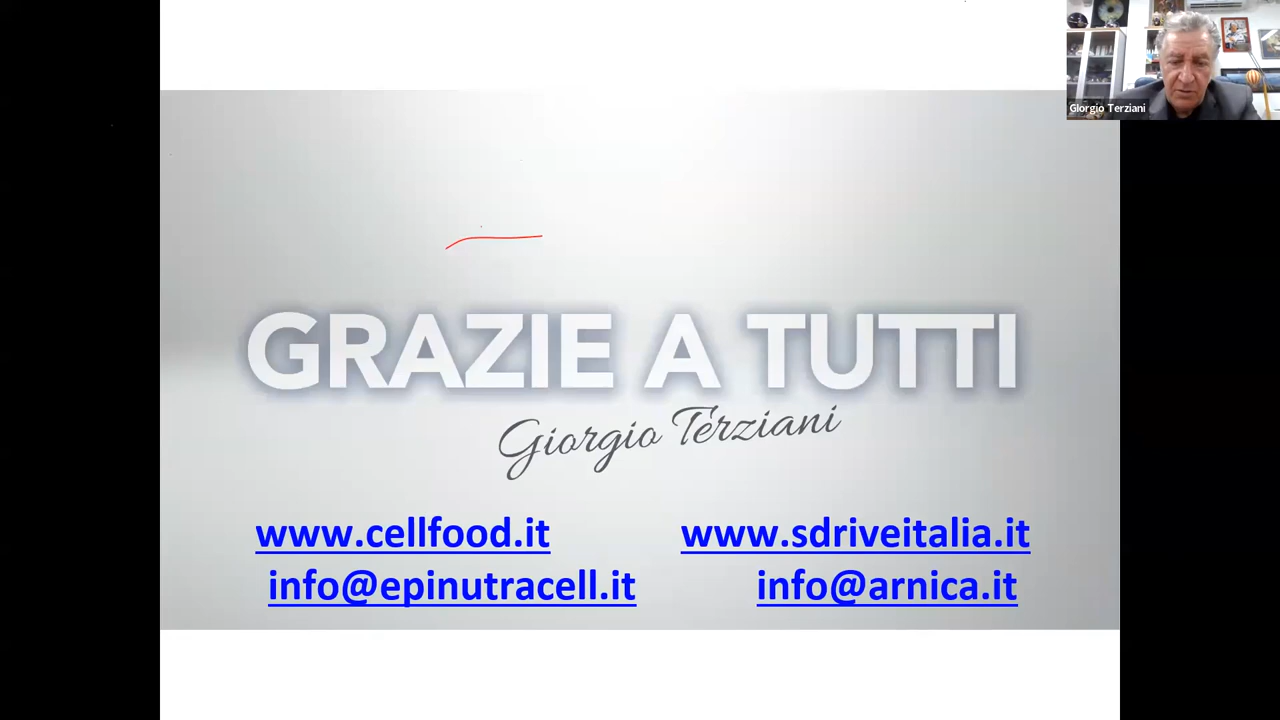 Giorgio Terziani
GRAZIE A TUTTI
Giorgio Terziani
www.cellfood.it
www.sdriveitalia.it
info@epinutracell.it
info@arnica.it